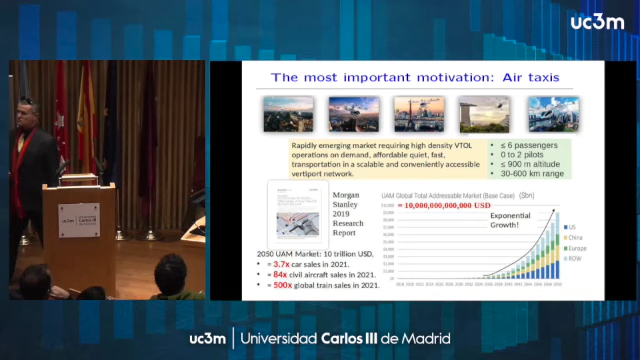 uc3m
The most important motivation: Air taxis
Rapidly emerging market requiring high density VTOL
operations on demand, affordable quiet, fast,
transportation in a scalable and conveniently accessible
vertiport network.
• ≤ 6 passengers
• 0 to 2 pilots
• ≤ 900 m altitude
• 30-600 km range
Morgan
Stanley
2019
Research
Report
UAM Global Total Addressable Market (Base Case) ($bn)
= 10,000,000,000,000 USD
Exponential
Growth!
US
China
Europe
ROW
2050 UAM Market: 10 trillion USD.
• = 3.7x car sales in 2021.
• = 84x civil aircraft sales in 2021.
• = 500x global train sales in 2021.
uc3m
Universidad
Carlos III
uc3m | Universidad Carlos III de Madrid